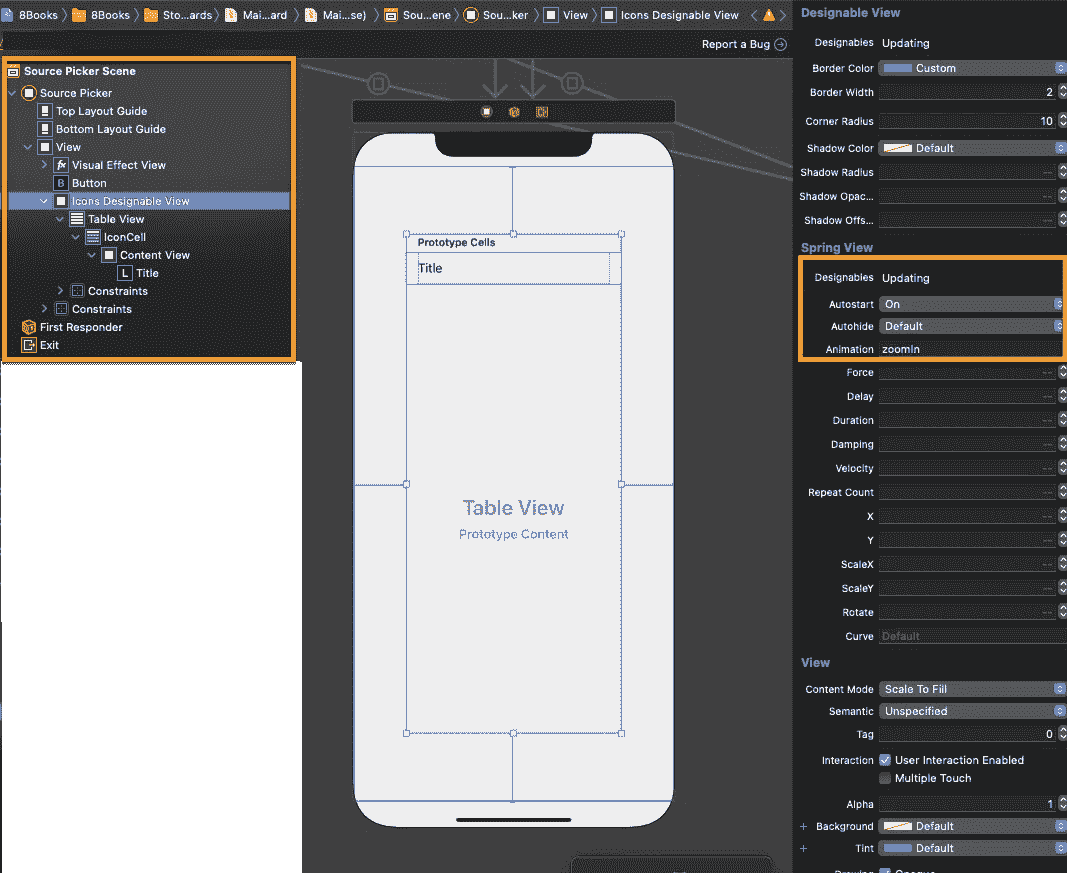 8Books
8Books
Sto...ards
Mai...ard
Mai...se)
Sou...ene
Sou...ker
View
Icons Designable View
Report a Bug
Source Picker Scene
Source Picker
Top Layout Guide
Bottom Layout Guide
View
fx Visual Effect View
B Button
Icons Designable View
Table View
IconCell
Content View
L Title
Constraints
Constraints
First Responder
Exit
Prototype Cells
Title
Table View
Prototype Content
Designable View
Designables Updating
Border Color Custom
Border Width 2
Corner Radius 10
Shadow Color Default
Shadow Radius
Shadow Opac...
Shadow Offs...
Spring View
Designables Updating
Autostart On
Autohide Default
Animation zoomIn
Force
Delay
Duration
Damping
Velocity
Repeat Count
X
Y
ScaleX
ScaleY
Rotate
Curve Default
View
Content Mode Scale To Fill
Semantic Unspecified
Tag 0
Interaction User Interaction Enabled
Multiple Touch
Alpha 1
+ Background Default
+ Tint Default
Drawing Opaque